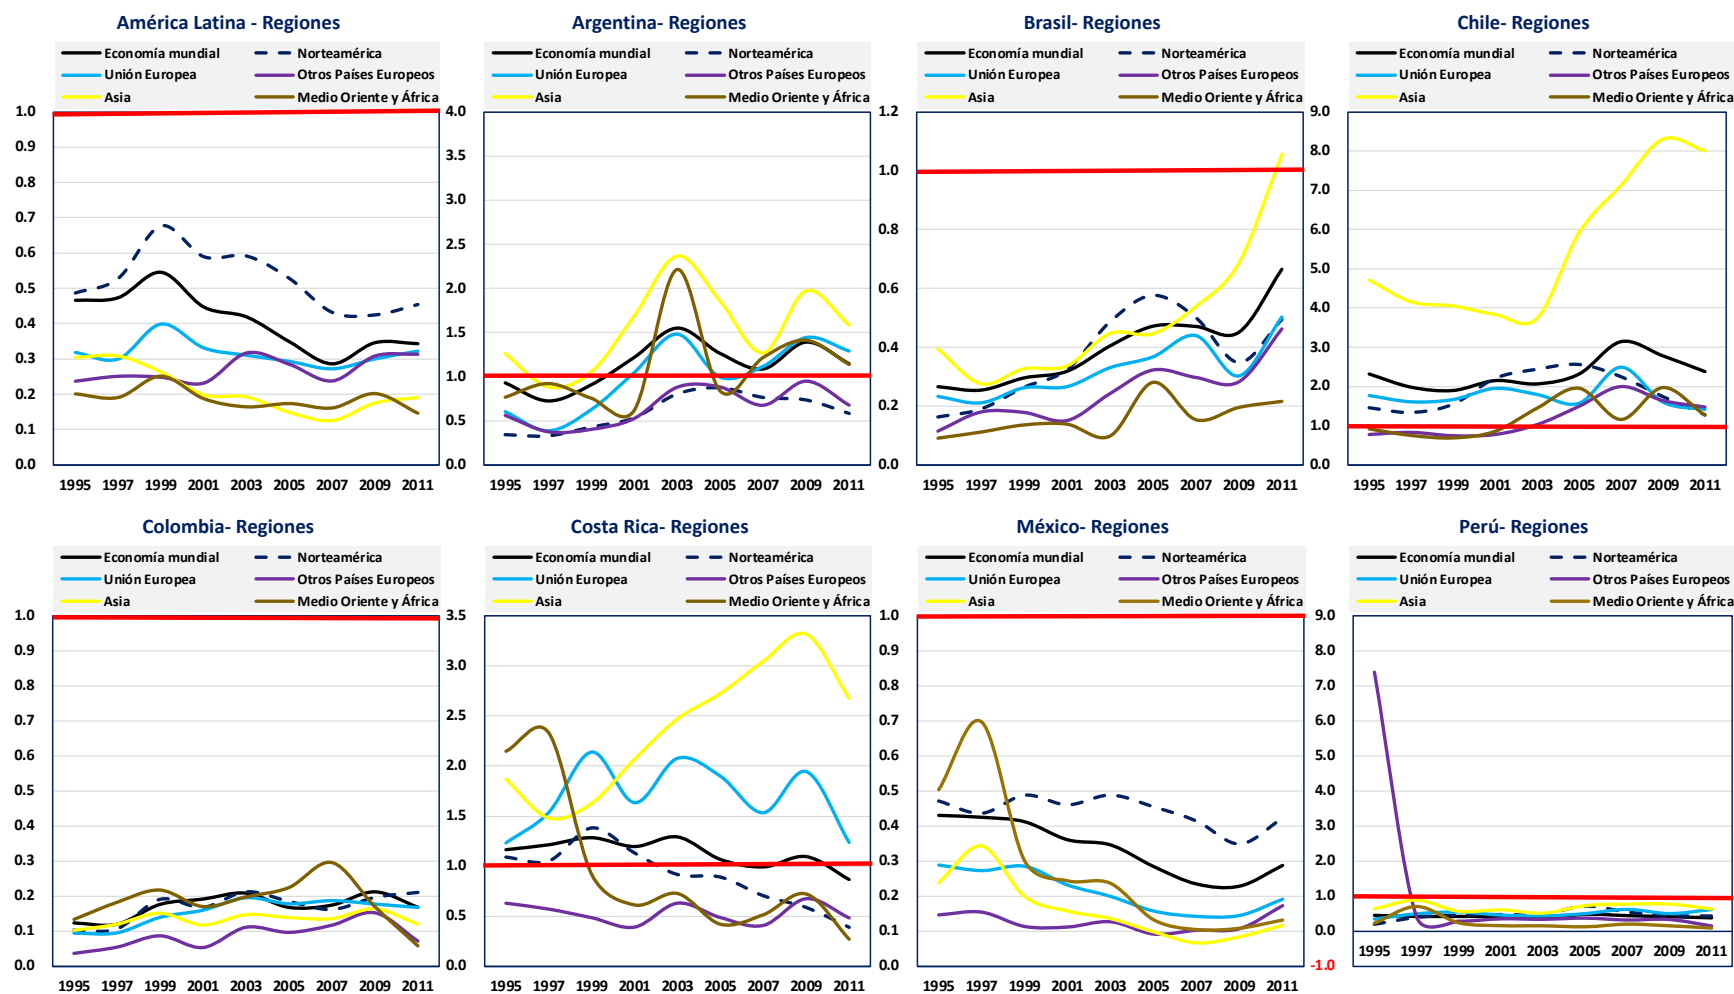 América Latina - Regiones
Economía mundial Norteamérica
Unión Europea Otros Países Europeos
Asia Medio Oriente y África
1.0
0.9
0.8
0.7
0.6
0.5
0.4
0.3
0.2
0.1
0.0
1995 1997 1999 2001 2003 2005 2007 2009 2011
Argentina- Regiones
Economía mundial Norteamérica
Unión Europea Otros Países Europeos
Asia Medio Oriente y África
4.0
3.5
3.0
2.5
2.0
1.5
1.0
0.5
0.0
1995 1997 1999 2001 2003 2005 2007 2009 2011
Brasil- Regiones
Economía mundial Norteamérica
Unión Europea Otros Países Europeos
Asia Medio Oriente y África
1.2
1.0
0.8
0.6
0.4
0.2
0.0
1995 1997 1999 2001 2003 2005 2007 2009 2011
Chile- Regiones
Economía mundial Norteamérica
Unión Europea Otros Países Europeos
Asia Medio Oriente y África
9.0
8.0
7.0
6.0
5.0
4.0
3.0
2.0
1.0
0.0
1995 1997 1999 2001 2003 2005 2007 2009 2011
Colombia- Regiones
Economía mundial Norteamérica
Unión Europea Otros Países Europeos
Asia Medio Oriente y África
1.0
0.9
0.8
0.7
0.6
0.5
0.4
0.3
0.2
0.1
0.0
1995 1997 1999 2001 2003 2005 2007 2009 2011
Costa Rica- Regiones
Economía mundial Norteamérica
Unión Europea Otros Países Europeos
Asia Medio Oriente y África
3.5
3.0
2.5
2.0
1.5
1.0
0.5
0.0
1995 1997 1999 2001 2003 2005 2007 2009 2011
México- Regiones
Economía mundial Norteamérica
Unión Europea Otros Países Europeos
Asia Medio Oriente y África
1.0
0.9
0.8
0.7
0.6
0.5
0.4
0.3
0.2
0.1
0.0
1995 1997 1999 2001 2003 2005 2007 2009 2011
Perú- Regiones
Economía mundial Norteamérica
Unión Europea Otros Países Europeos
Asia Medio Oriente y África
9.0
8.0
7.0
6.0
5.0
4.0
3.0
2.0
1.0
0.0
-1.0
1995 1997 1999 2001 2003 2005 2007 2009 2011